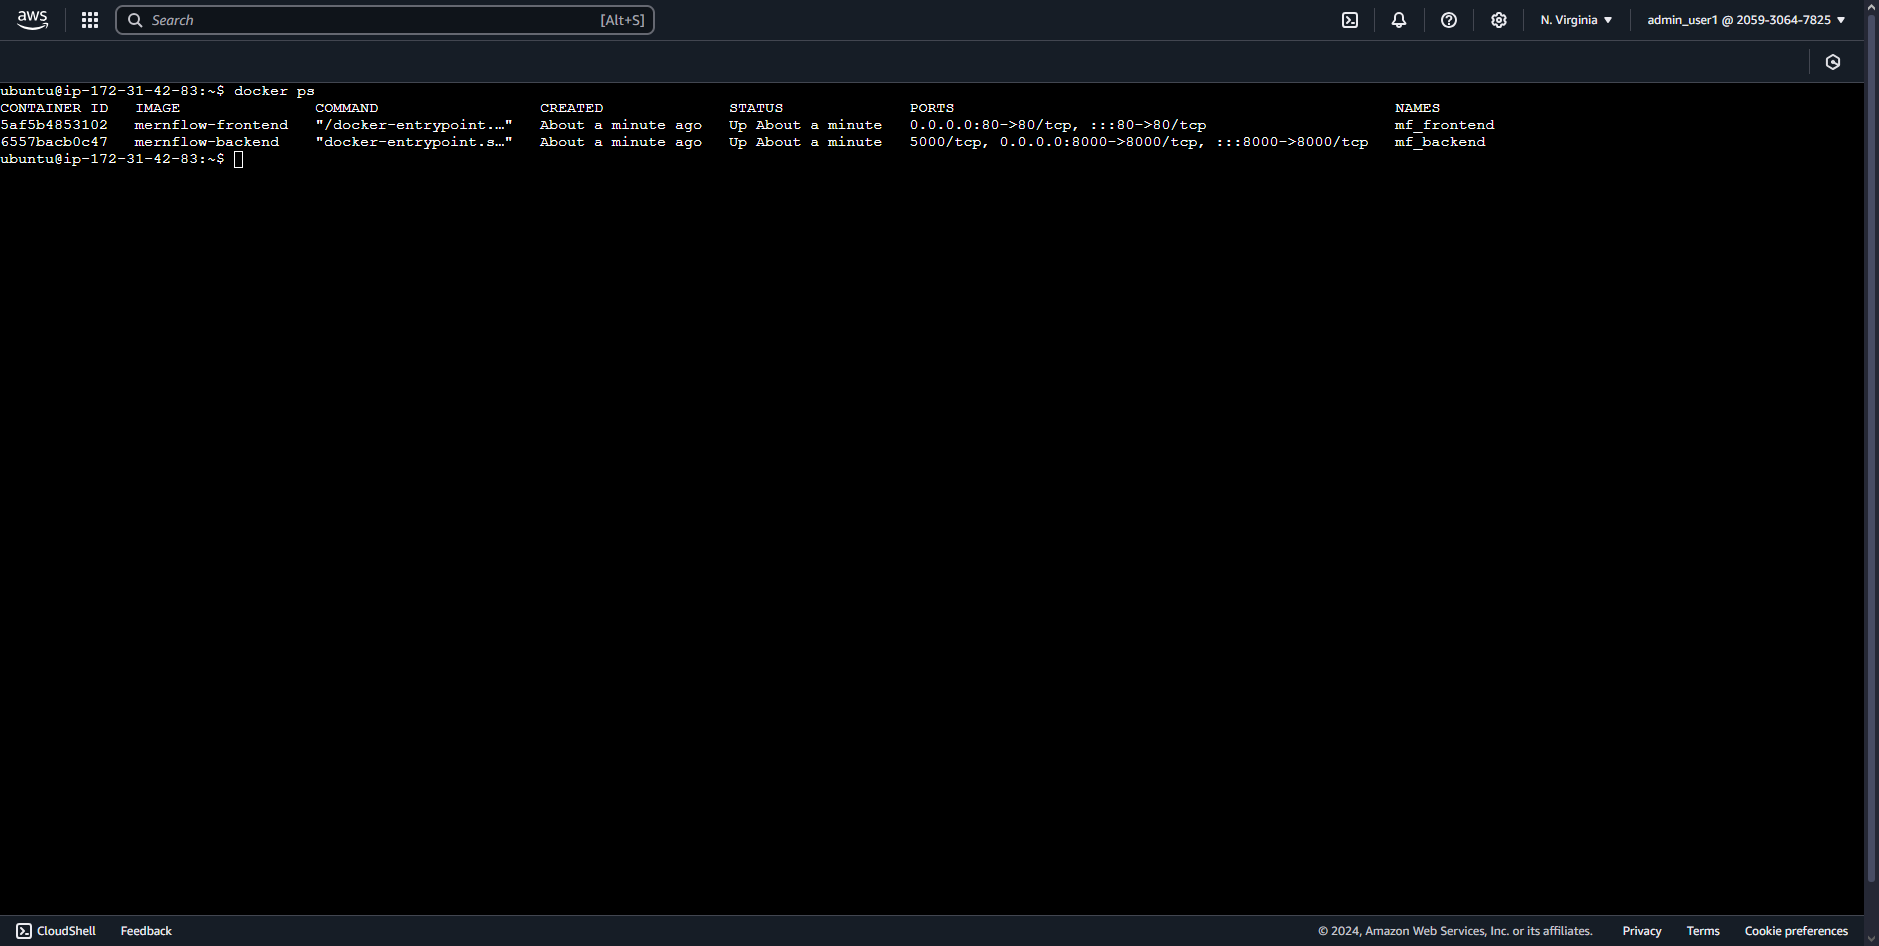 aws Search [Alt+S] N. Virginia admin_user1 @ 2059-3064-7825
ubuntu@ip-172-31-42-83:~$ docker ps
CONTAINER ID IMAGE COMMAND CREATED STATUS PORTS NAMES
5af5b4853102 mernflow-frontend "/docker-entrypoint.…" About a minute ago Up About a minute 0.0.0.0:80->80/tcp, :::80->80/tcp mf_frontend
6557bacb0c47 mernflow-backend "docker-entrypoint.s…" About a minute ago Up About a minute 5000/tcp, 0.0.0.0:8000->8000/tcp, :::8000->8000/tcp mf_backend
ubuntu@ip-172-31-42-83:~$
CloudShell Feedback © 2024, Amazon Web Services, Inc. or its affiliates. Privacy Terms Cookie preferences